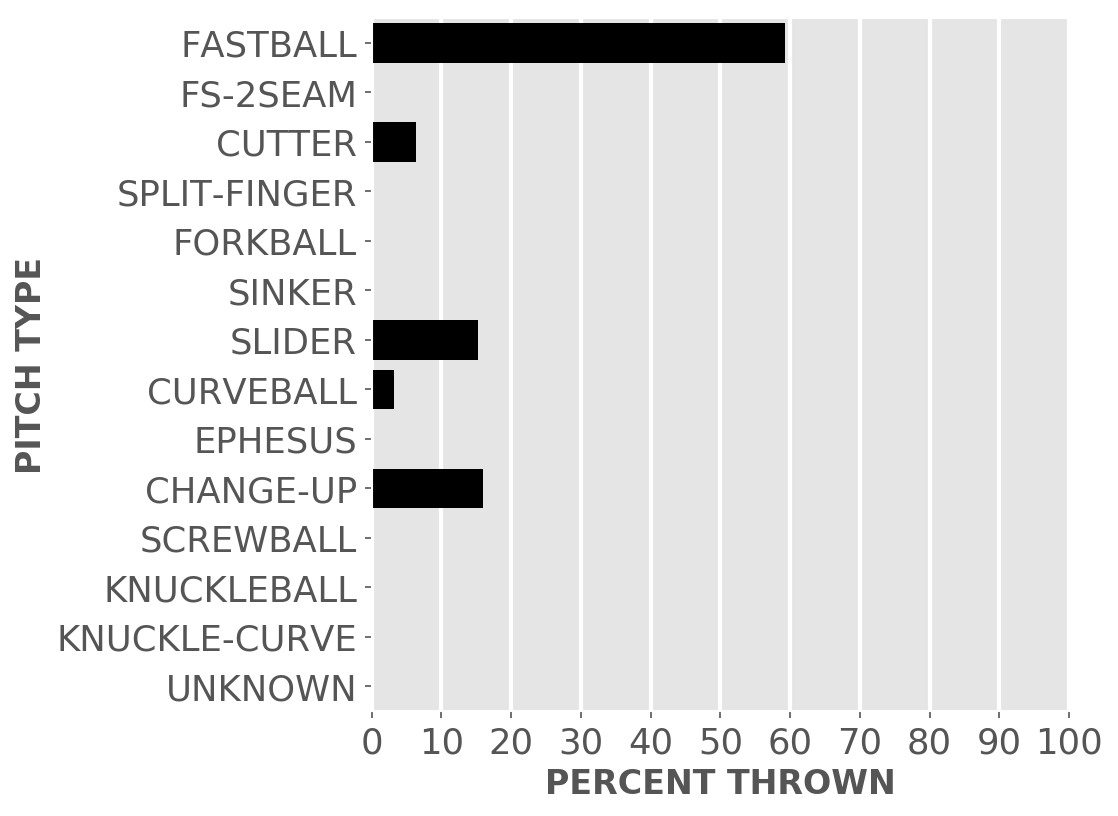 FASTBALL
FS-2SEAM
CUTTER
SPLIT-FINGER
FORKBALL
SINKER
SLIDER
CURVEBALL
EPHESUS
CHANGE-UP
SCREWBALL
KNUCKLEBALL
KNUCKLE-CURVE
UNKNOWN
PITCH TYPE
0 10 20 30 40 50 60 70 80 90 100
PERCENT THROWN